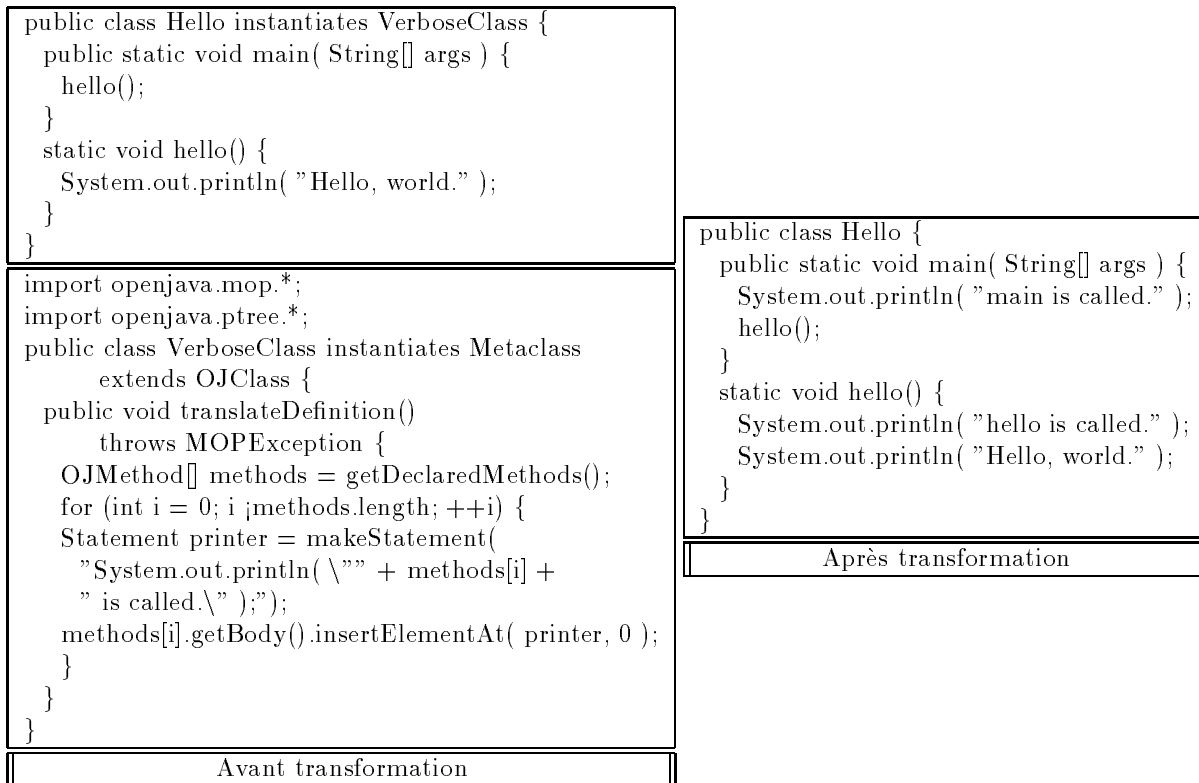 public class Hello instantiates VerboseClass {
public static void main( String[] args ) {
hello();
}
static void hello() {
System.out.println( ”Hello, world.” );
}
}
import openjava.mop.*;
import openjava.ptree.*;
public class VerboseClass instantiates Metaclass
extends OJClass {
public void translateDefinition()
throws MOPException {
OJMethod[] methods = getDeclaredMethods();
for (int i = 0; i ¡methods.length; ++i) {
Statement printer = makeStatement(
”System.out.println( \”” + methods[i] +
” is called.\” );”);
methods[i].getBody().insertElementAt( printer, 0 );
}
}
}
Avant transformation
public class Hello {
public static void main( String[] args ) {
System.out.println( ”main is called.” );
hello();
}
static void hello() {
System.out.println( ”hello is called.” );
System.out.println( ”Hello, world.” );
}
}
Après transformation